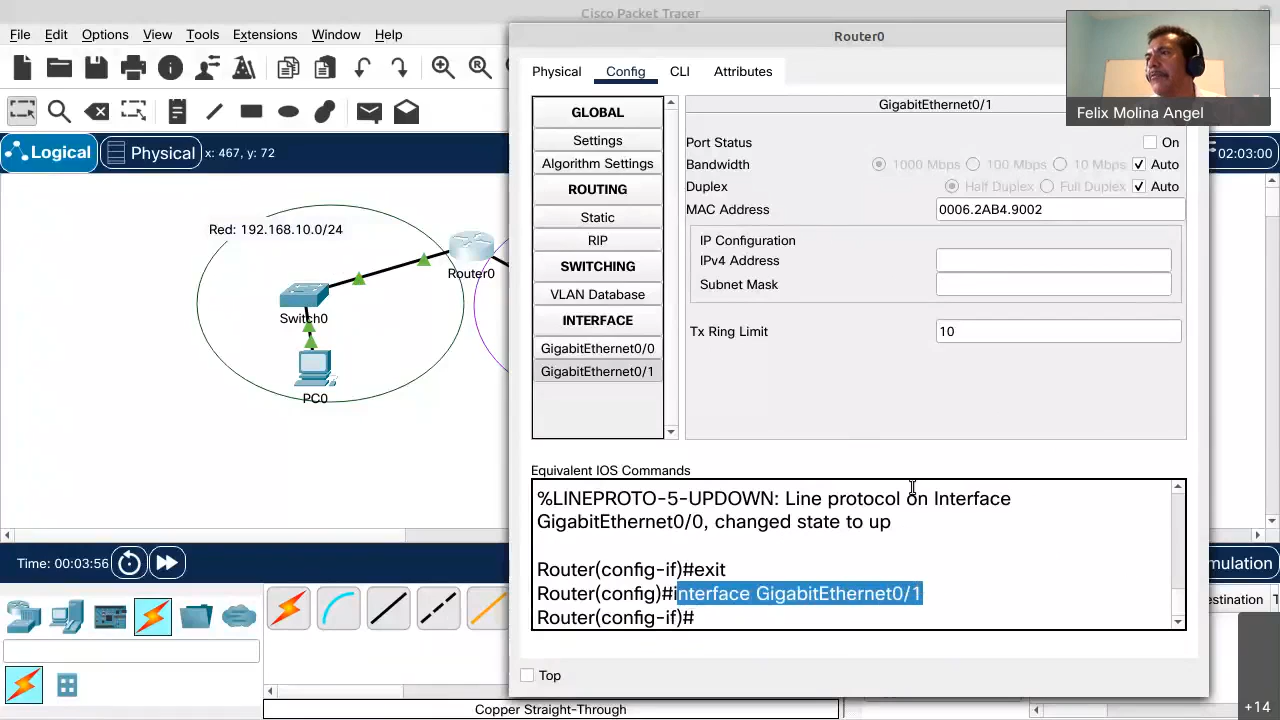 Cisco Packet Tracer
File Edit Options View Tools Extensions Window Help
Router0
Physical Config CLI Attributes
Felix Molina Angel
Logical Physical x: 467, y: 72
02:03:00
Red: 192.168.10.0/24
Router0
Switch0
PC0
GLOBAL
Settings
Algorithm Settings
ROUTING
Static
RIP
SWITCHING
VLAN Database
INTERFACE
GigabitEthernet0/0
GigabitEthernet0/1
GigabitEthernet0/1
Port Status On
Bandwidth 1000 Mbps 100 Mbps 10 Mbps Auto
Duplex Half Duplex Full Duplex Auto
MAC Address 0006.2AB4.9002
IP Configuration
IPv4 Address
Subnet Mask
Tx Ring Limit 10
Equivalent IOS Commands
%LINEPROTO-5-UPDOWN: Line protocol on Interface
GigabitEthernet0/0, changed state to up
Router(config-if)#exit
Router(config)#interface GigabitEthernet0/1
Router(config-if)#
Top
Time: 00:03:56
mulation
estination T
Copper Straight-Through
+14